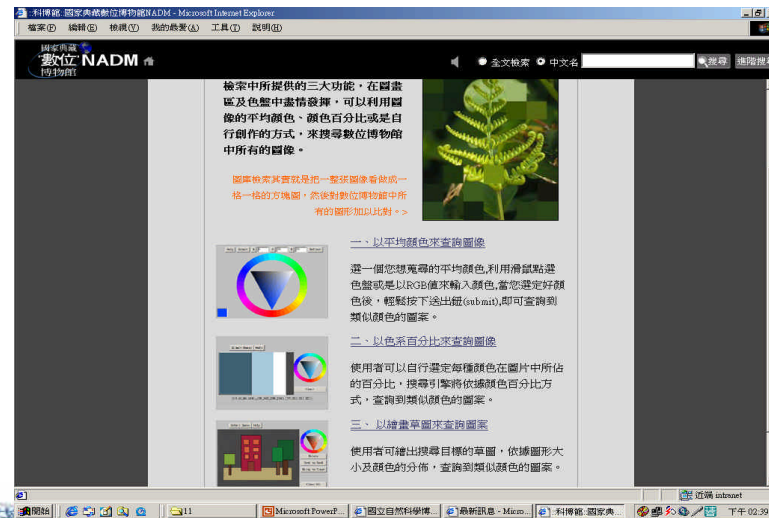 :::科博館::國家典藏數位博物館NADM - Microsoft Internet Explorer
檔案(F) 編輯(E) 檢視(V) 我的最愛(A) 工具(T) 說明(H)
國家典藏
數位 NADM
博物館
全文檢索 中文名 搜尋 進階搜
檢索中所提供的三大功能，在圖畫
區及色盤中盡情發揮，可以利用圖
像的平均顏色、顏色百分比或是自
行創作的方式，來搜尋數位博物館
中所有的圖像。
圖庫檢索其實就是把一整張圖像看做成一
格一格的方塊圖，然後對數位博物館中所
有的圖形加以比對。>
一、以平均顏色來查詢圖像
選一個您想蒐尋的平均顏色,利用滑鼠點選
色盤或是以RGB值來輸入顏色,當您選定好顏
色後，輕鬆按下送出鈕(submit),即可查詢到
類似顏色的圖案。
二、以色系百分比來查詢圖像
使用者可以自行選定每種顏色在圖片中所佔
的百分比，搜尋引擎將依據顏色百分比方
式，查詢到類似顏色的圖案。
三、 以繪畫草圖來查詢圖案
使用者可繪出搜尋目標的草圖，依據圖形大
小及顏色的分佈，查詢到類似顏色的圖案。
近端 intranet
開始 11 Microsoft PowerP... 國立自然科學博... 最新訊息 - Micro... :::科博館::國家典... 下午 02:39